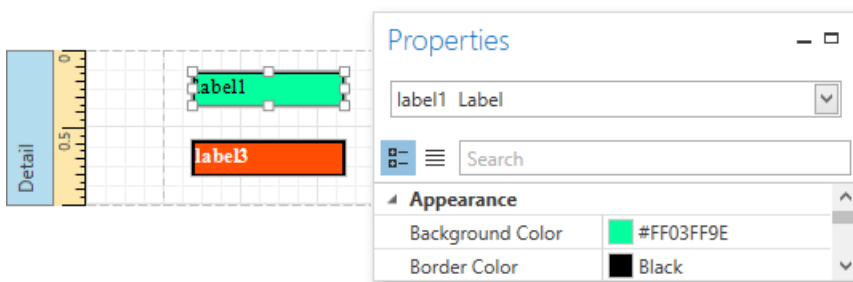 Properties
label1 Label
Search
Appearance
Background Color #FF03FF9E
Border Color Black
Detail
0
0.5
label1
label3